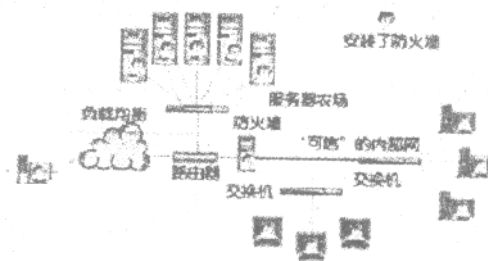 安装了防火墙
服务器农场
负载均衡
防火墙
"可信"的内部网
路由器
交换机
交换机